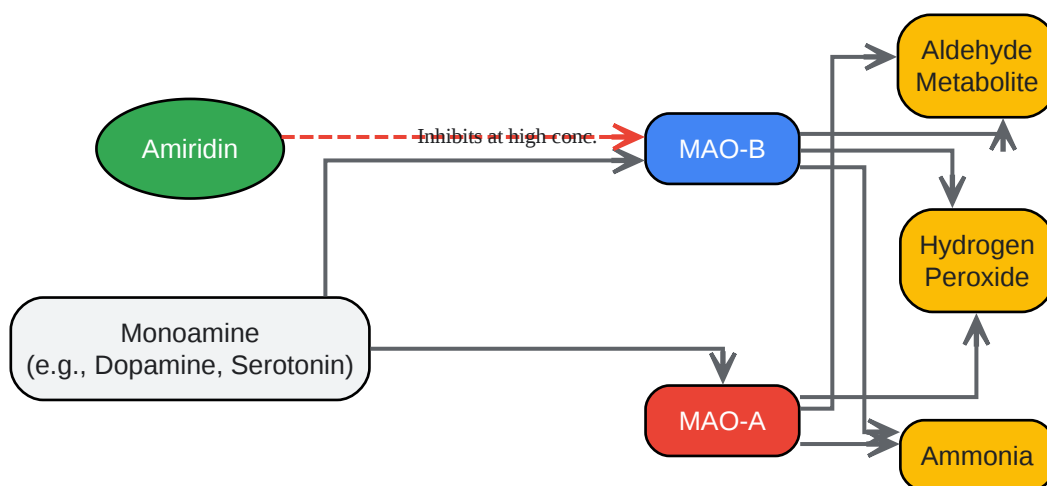 Aldehyde
Metabolite
Amiridin
Inhibits at high conc.
MAO-B
Hydrogen
Peroxide
Monoamine
(e.g., Dopamine, Serotonin)
MAO-A
Ammonia